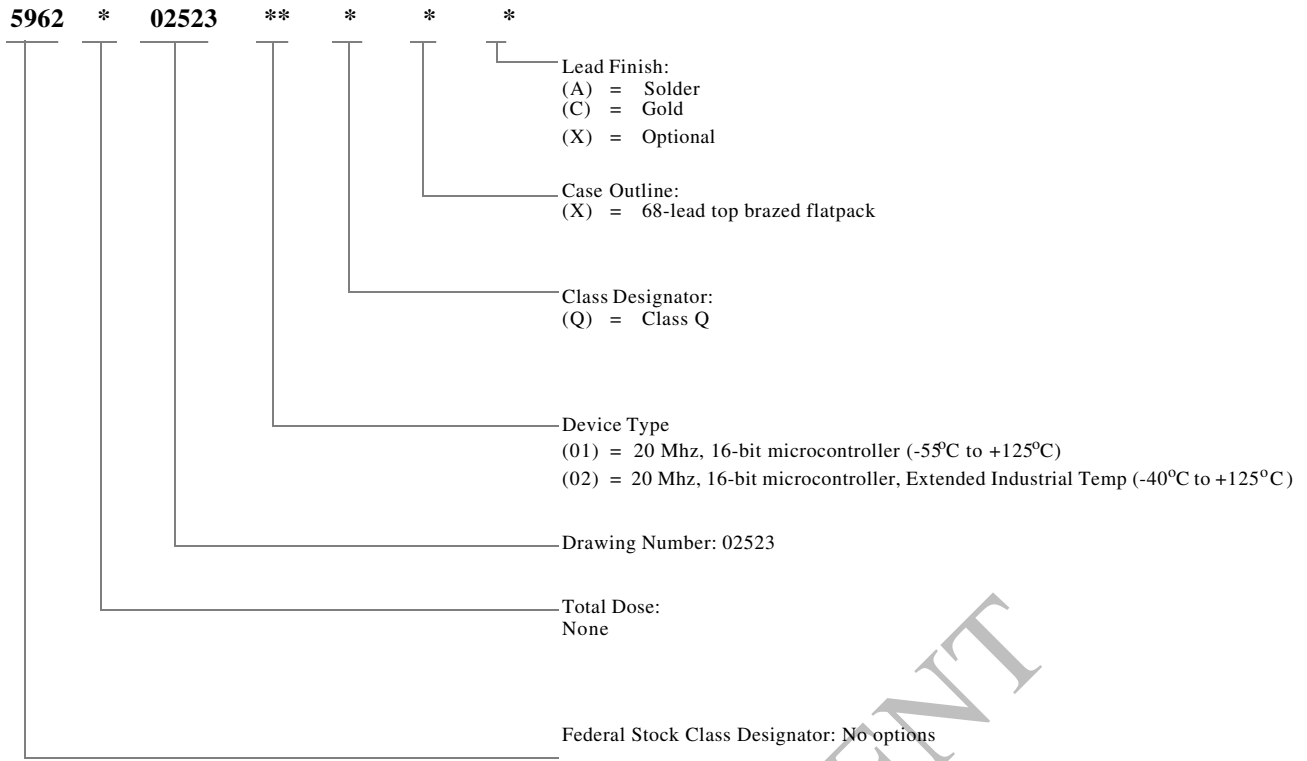 5962 * 02523 ** * * *
Lead Finish:
(A) = Solder
(C) = Gold
(X) = Optional
Case Outline:
(X) = 68-lead top brazed flatpack
Class Designator:
(Q) = Class Q
Device Type
(01) = 20 Mhz, 16-bit microcontroller (-55°C to +125°C)
(02) = 20 Mhz, 16-bit microcontroller, Extended Industrial Temp (-40°C to +125°C)
Drawing Number: 02523
Total Dose:
None
Federal Stock Class Designator: No options
ENT